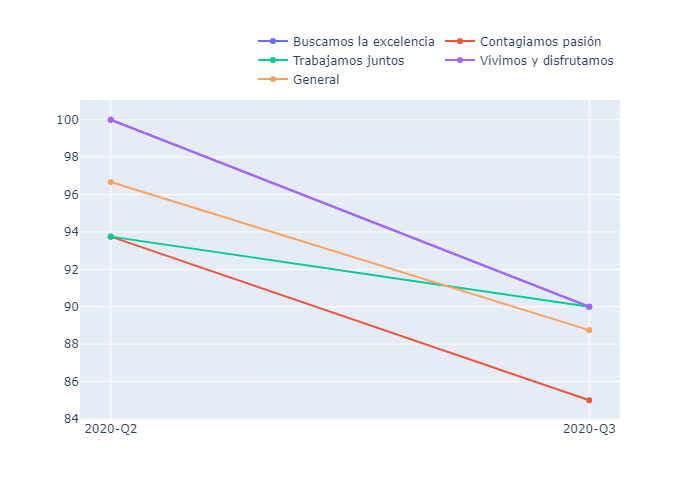 Buscamos la excelencia Contagiamos pasión
Trabajamos juntos Vivimos y disfrutamos
General
100
98
96
94
92
90
88
86
84
2020-Q2 2020-Q3